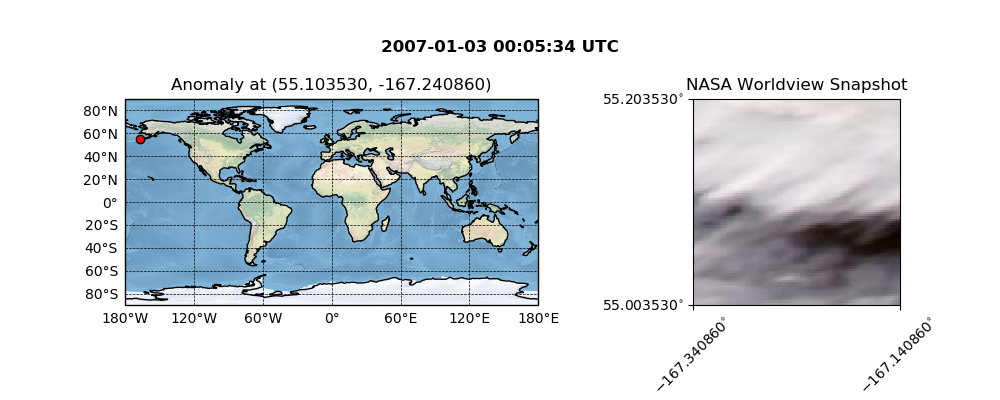 2007-01-03 00:05:34 UTC
Anomaly at (55.103530, -167.240860)
80°N
60°N
40°N
20°N
0°
20°S
40°S
60°S
80°S
180°W 120°W 60°W 0° 60°E 120°E 180°E
NASA Worldview Snapshot
55.203530°
55.003530°
−167.340860°
−167.140860°